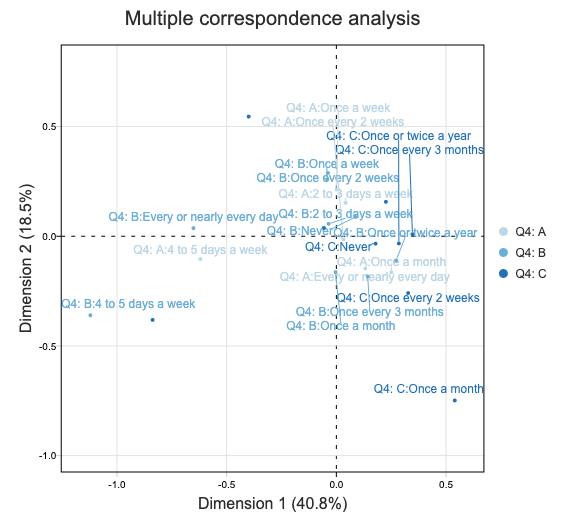 Multiple correspondence analysis
Q4: A:Once a week
Q4: A:Once every 2 weeks
Q4: C:Once or twice a year
Q4: C:Once every 3 months
Q4: B:Once a week
Q4: B:Once every 2 weeks
Q4: A:2 to 3 days a week
Q4: B:2 to 3 days a week
Q4: B:Every or nearly every day
Q4: B:Never
Q4: B:Once or twice a year
Q4: C:Never
Q4: A:4 to 5 days a week
Q4: A:Once a month
Q4: A:Every or nearly every day
Q4: C:Once every 2 weeks
Q4: B:4 to 5 days a week
Q4: B:Once every 3 months
Q4: B:Once a month
Q4: C:Once a month
0.5
0.0
-0.5
-1.0
Dimension 2 (18.5%)
-1.0
-0.5
0.0
0.5
Dimension 1 (40.8%)
Q4: A
Q4: B
Q4: C